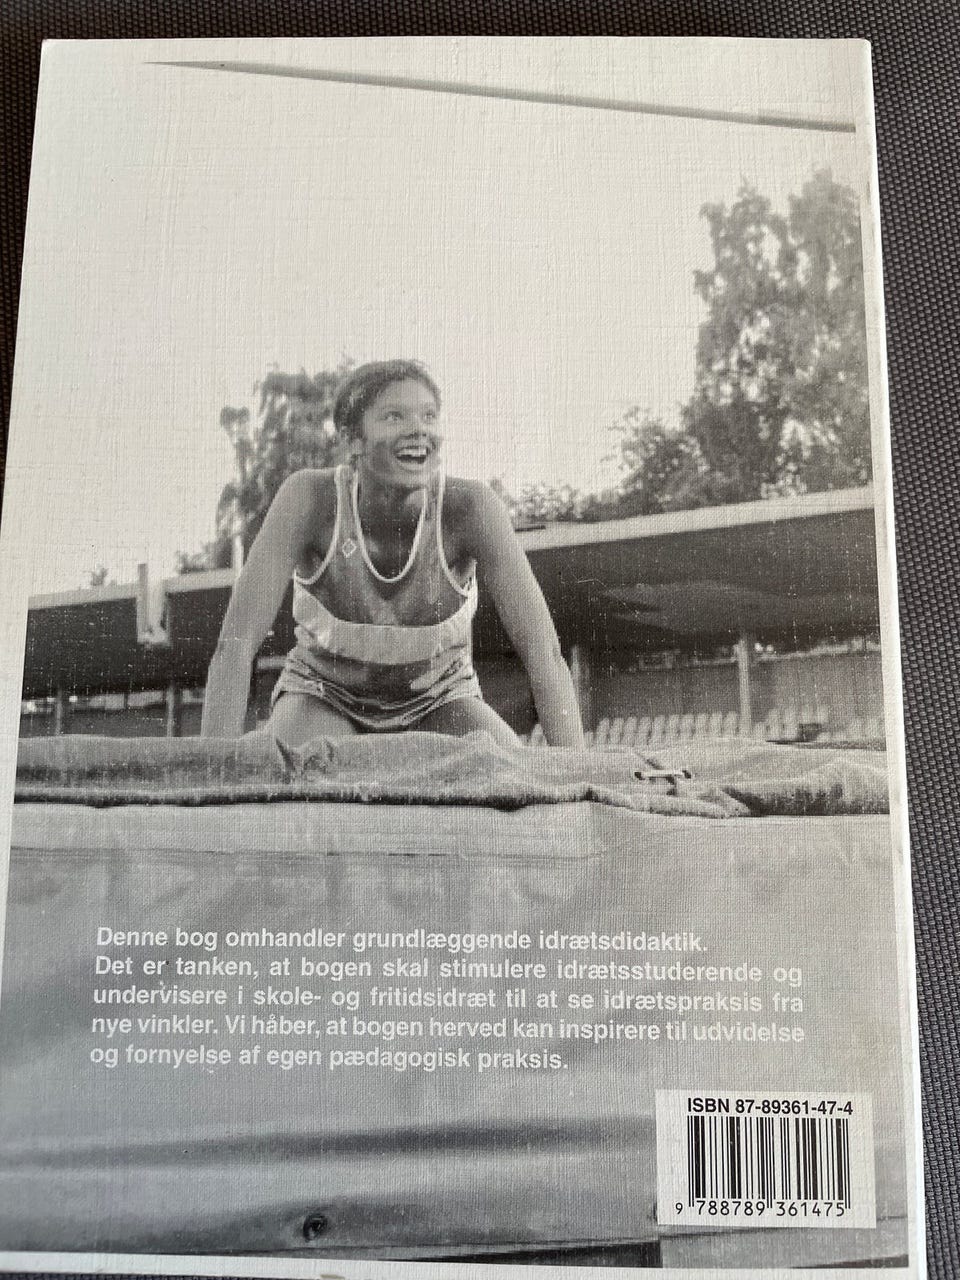 Denne bog omhandler grundlæggende idrætsdidaktik.
Det er tanken, at bogen skal stimulere idrætsstuderende og
undervisere i skole- og fritidsidræt til at se idrætspraksis fra
nye vinkler. Vi håber, at bogen herved kan inspirere til udvidelse
og fornyelse af egen pædagogisk praksis.
ISBN 87-89361-47-4
9 788789 361475